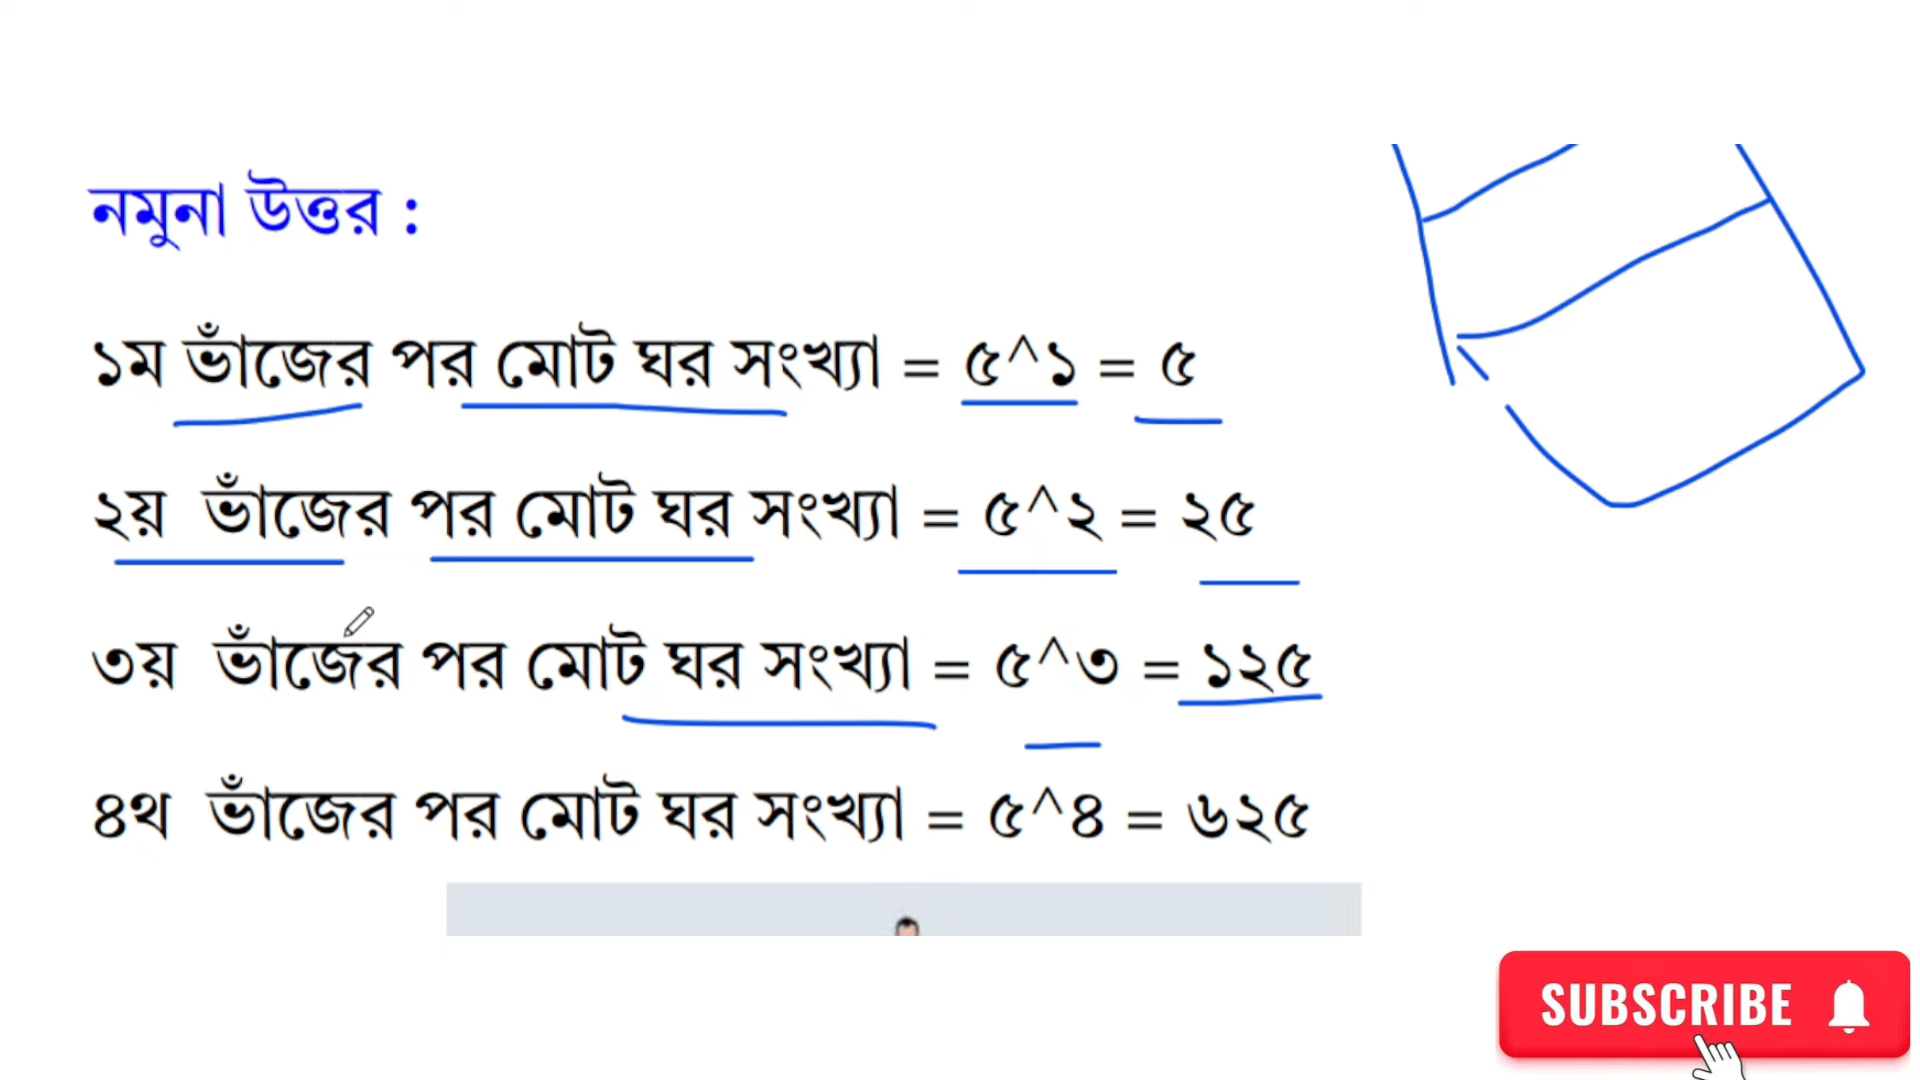 নমুনা উত্তর :
১ম ভাঁজের পর মোট ঘর সংখ্যা = ৫^১ = ৫
২য় ভাঁজের পর মোট ঘর সংখ্যা = ৫^২ = ২৫
৩য় ভাঁজের পর মোট ঘর সংখ্যা = ৫^৩ = ১২৫
৪থ ভাঁজের পর মোট ঘর সংখ্যা = ৫^৪ = ৬২৫
SUBSCRIBE